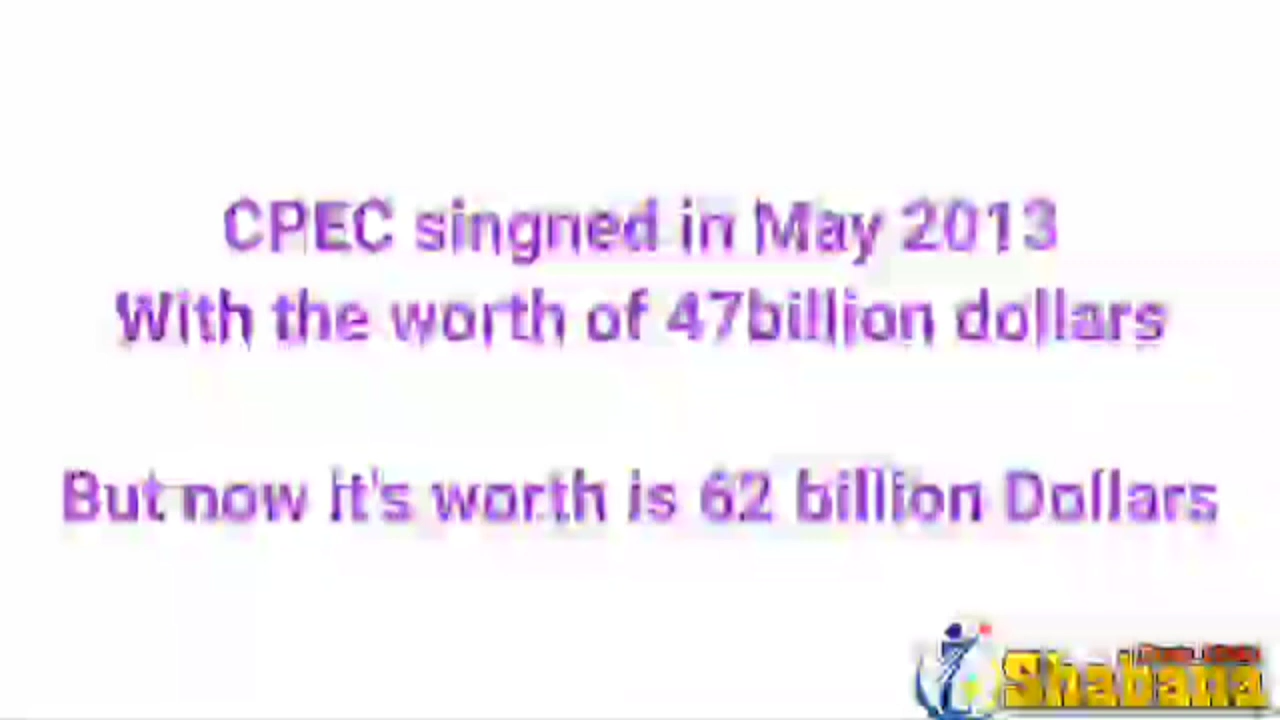 CPEC singned in May 2013
With the worth of 47billion dollars
But now it's worth is 62 billion Dollars
Shabana